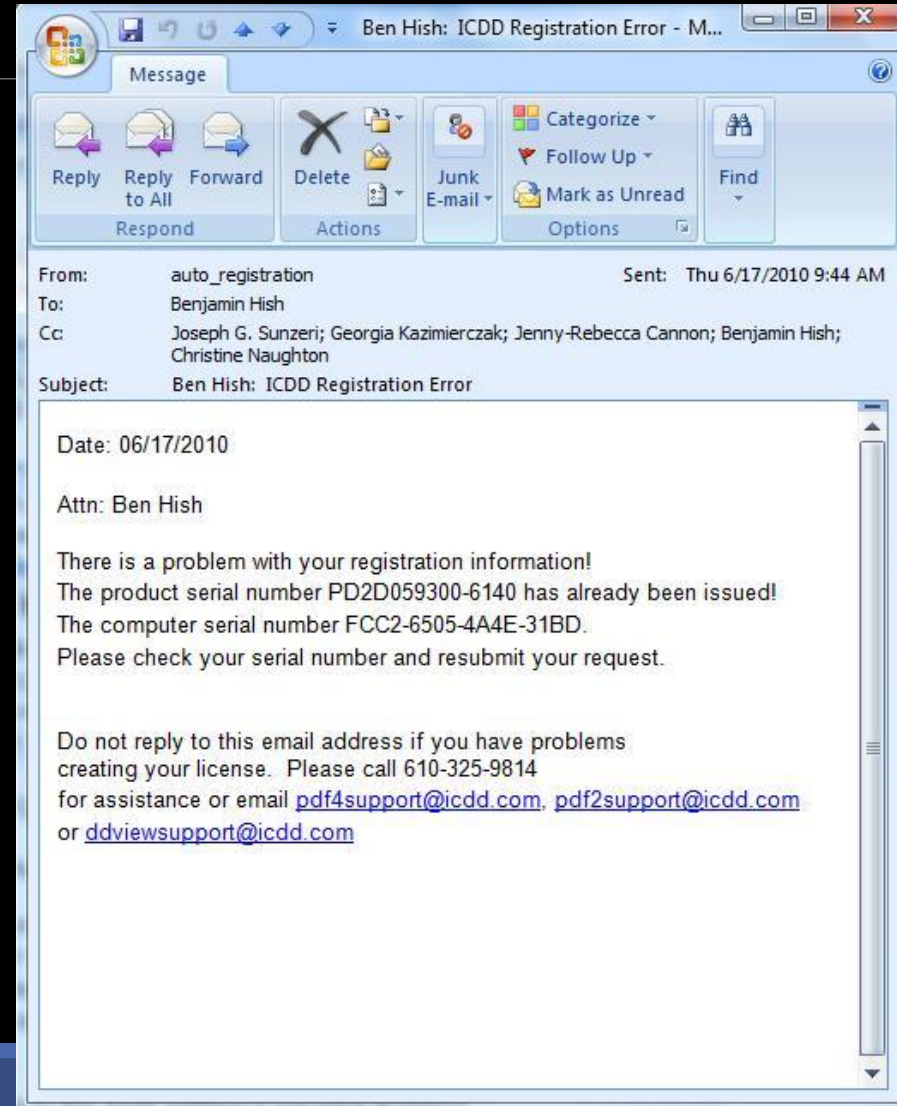 Ben Hish: ICDD Registration Error - M...
Message
Reply
Reply to All
Forward
Respond
Delete
Actions
Junk E-mail
Categorize
Follow Up
Mark as Unread
Options
Find
From: auto_registration Sent: Thu 6/17/2010 9:44 AM
To: Benjamin Hish
Cc: Joseph G. Sunzeri; Georgia Kazimierczak; Jenny-Rebecca Cannon; Benjamin Hish;
Christine Naughton
Subject: Ben Hish: ICDD Registration Error
Date: 06/17/2010
Attn: Ben Hish
There is a problem with your registration information!
The product serial number PD2D059300-6140 has already been issued!
The computer serial number FCC2-6505-4A4E-31BD.
Please check your serial number and resubmit your request.
Do not reply to this email address if you have problems
creating your license. Please call 610-325-9814
for assistance or email pdf4support@icdd.com, pdf2support@icdd.com
or ddviewsupport@icdd.com